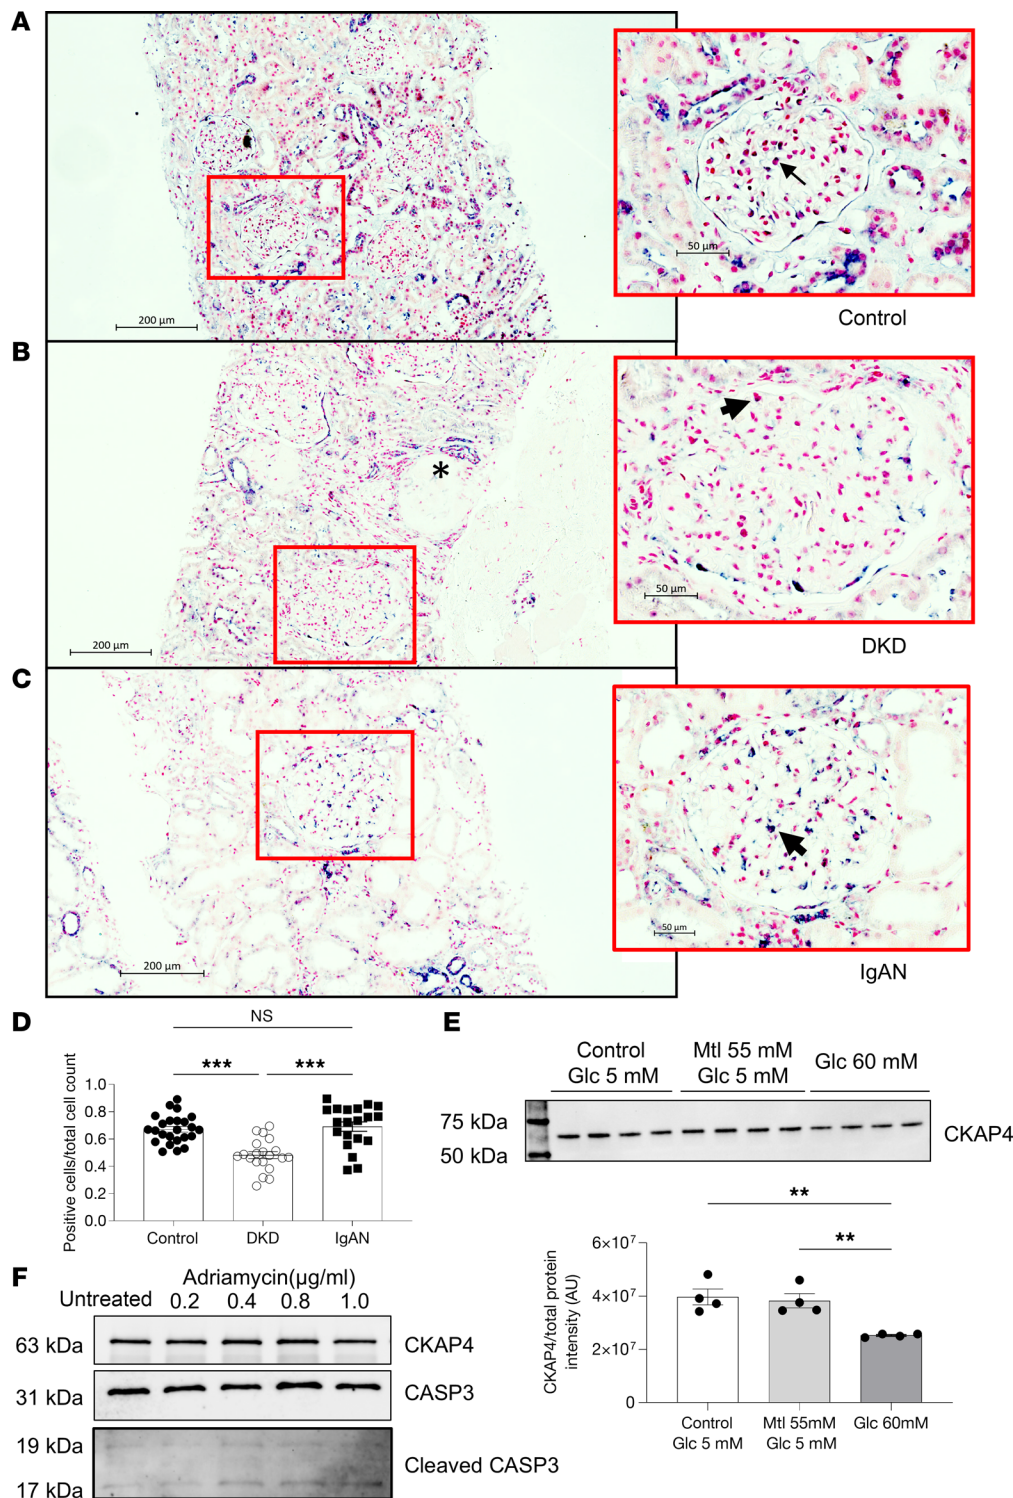 A
50 µm
200 µm
Control
B
*
50 µm
200 µm
DKD
C
50 µm
200 µm
IgAN
D
NS
*** ***
Positive cells/total cell count
1.0
0.8
0.6
0.4
0.2
0.0
Control DKD IgAN
E
Control Mtl 55 mM Glc 60 mM
Glc 5 mM Glc 5 mM
75 kDa
50 kDa
CKAP4
**
**
CKAP4/total protein
intensity (AU)
6×10⁷
4×10⁷
2×10⁷
0
Control Mtl 55mM Glc 60mM
Glc 5 mM Glc 5 mM
F
Adriamycin(µg/ml)
Untreated 0.2 0.4 0.8 1.0
63 kDa CKAP4
31 kDa CASP3
19 kDa
Cleaved CASP3
17 kDa